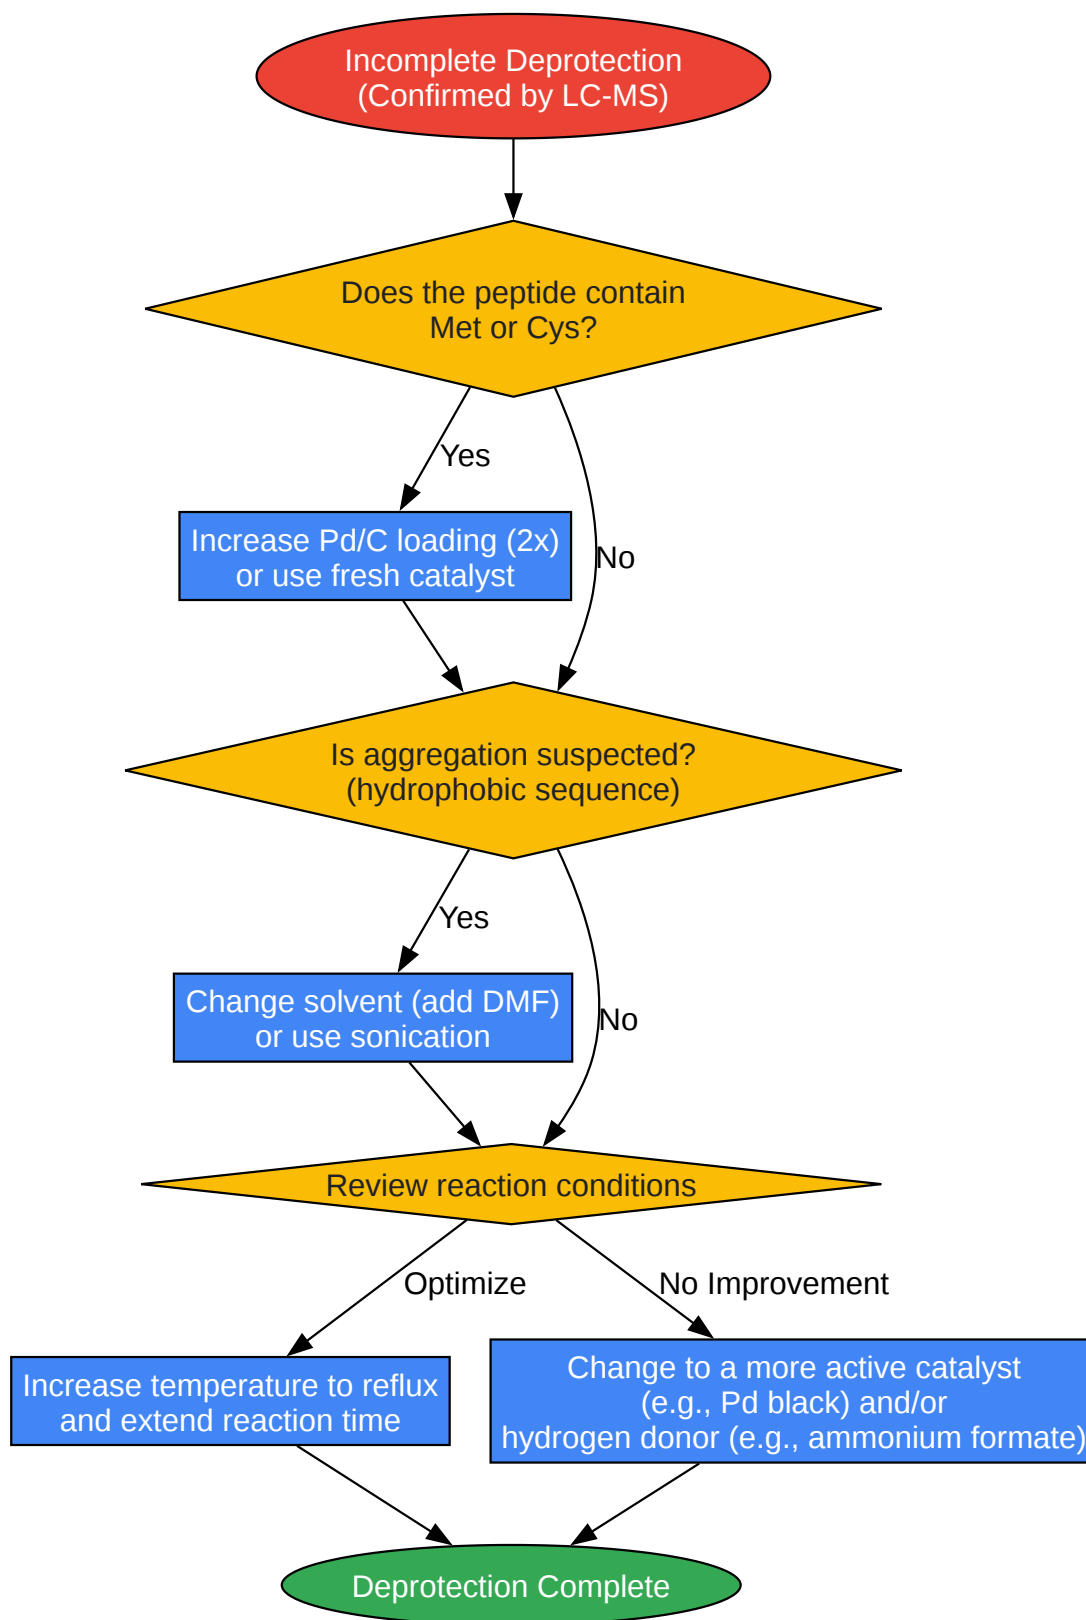 Incomplete Deprotection
(Confirmed by LC-MS)
Does the peptide contain
Met or Cys?
Yes
Increase Pd/C loading (2x)
or use fresh catalyst
No
Is aggregation suspected?
(hydrophobic sequence)
Yes
Change solvent (add DMF)
or use sonication
No
Review reaction conditions
Optimize
No Improvement
Increase temperature to reflux
and extend reaction time
Change to a more active catalyst
(e.g., Pd black) and/or
hydrogen donor (e.g., ammonium formate)
Deprotection Complete